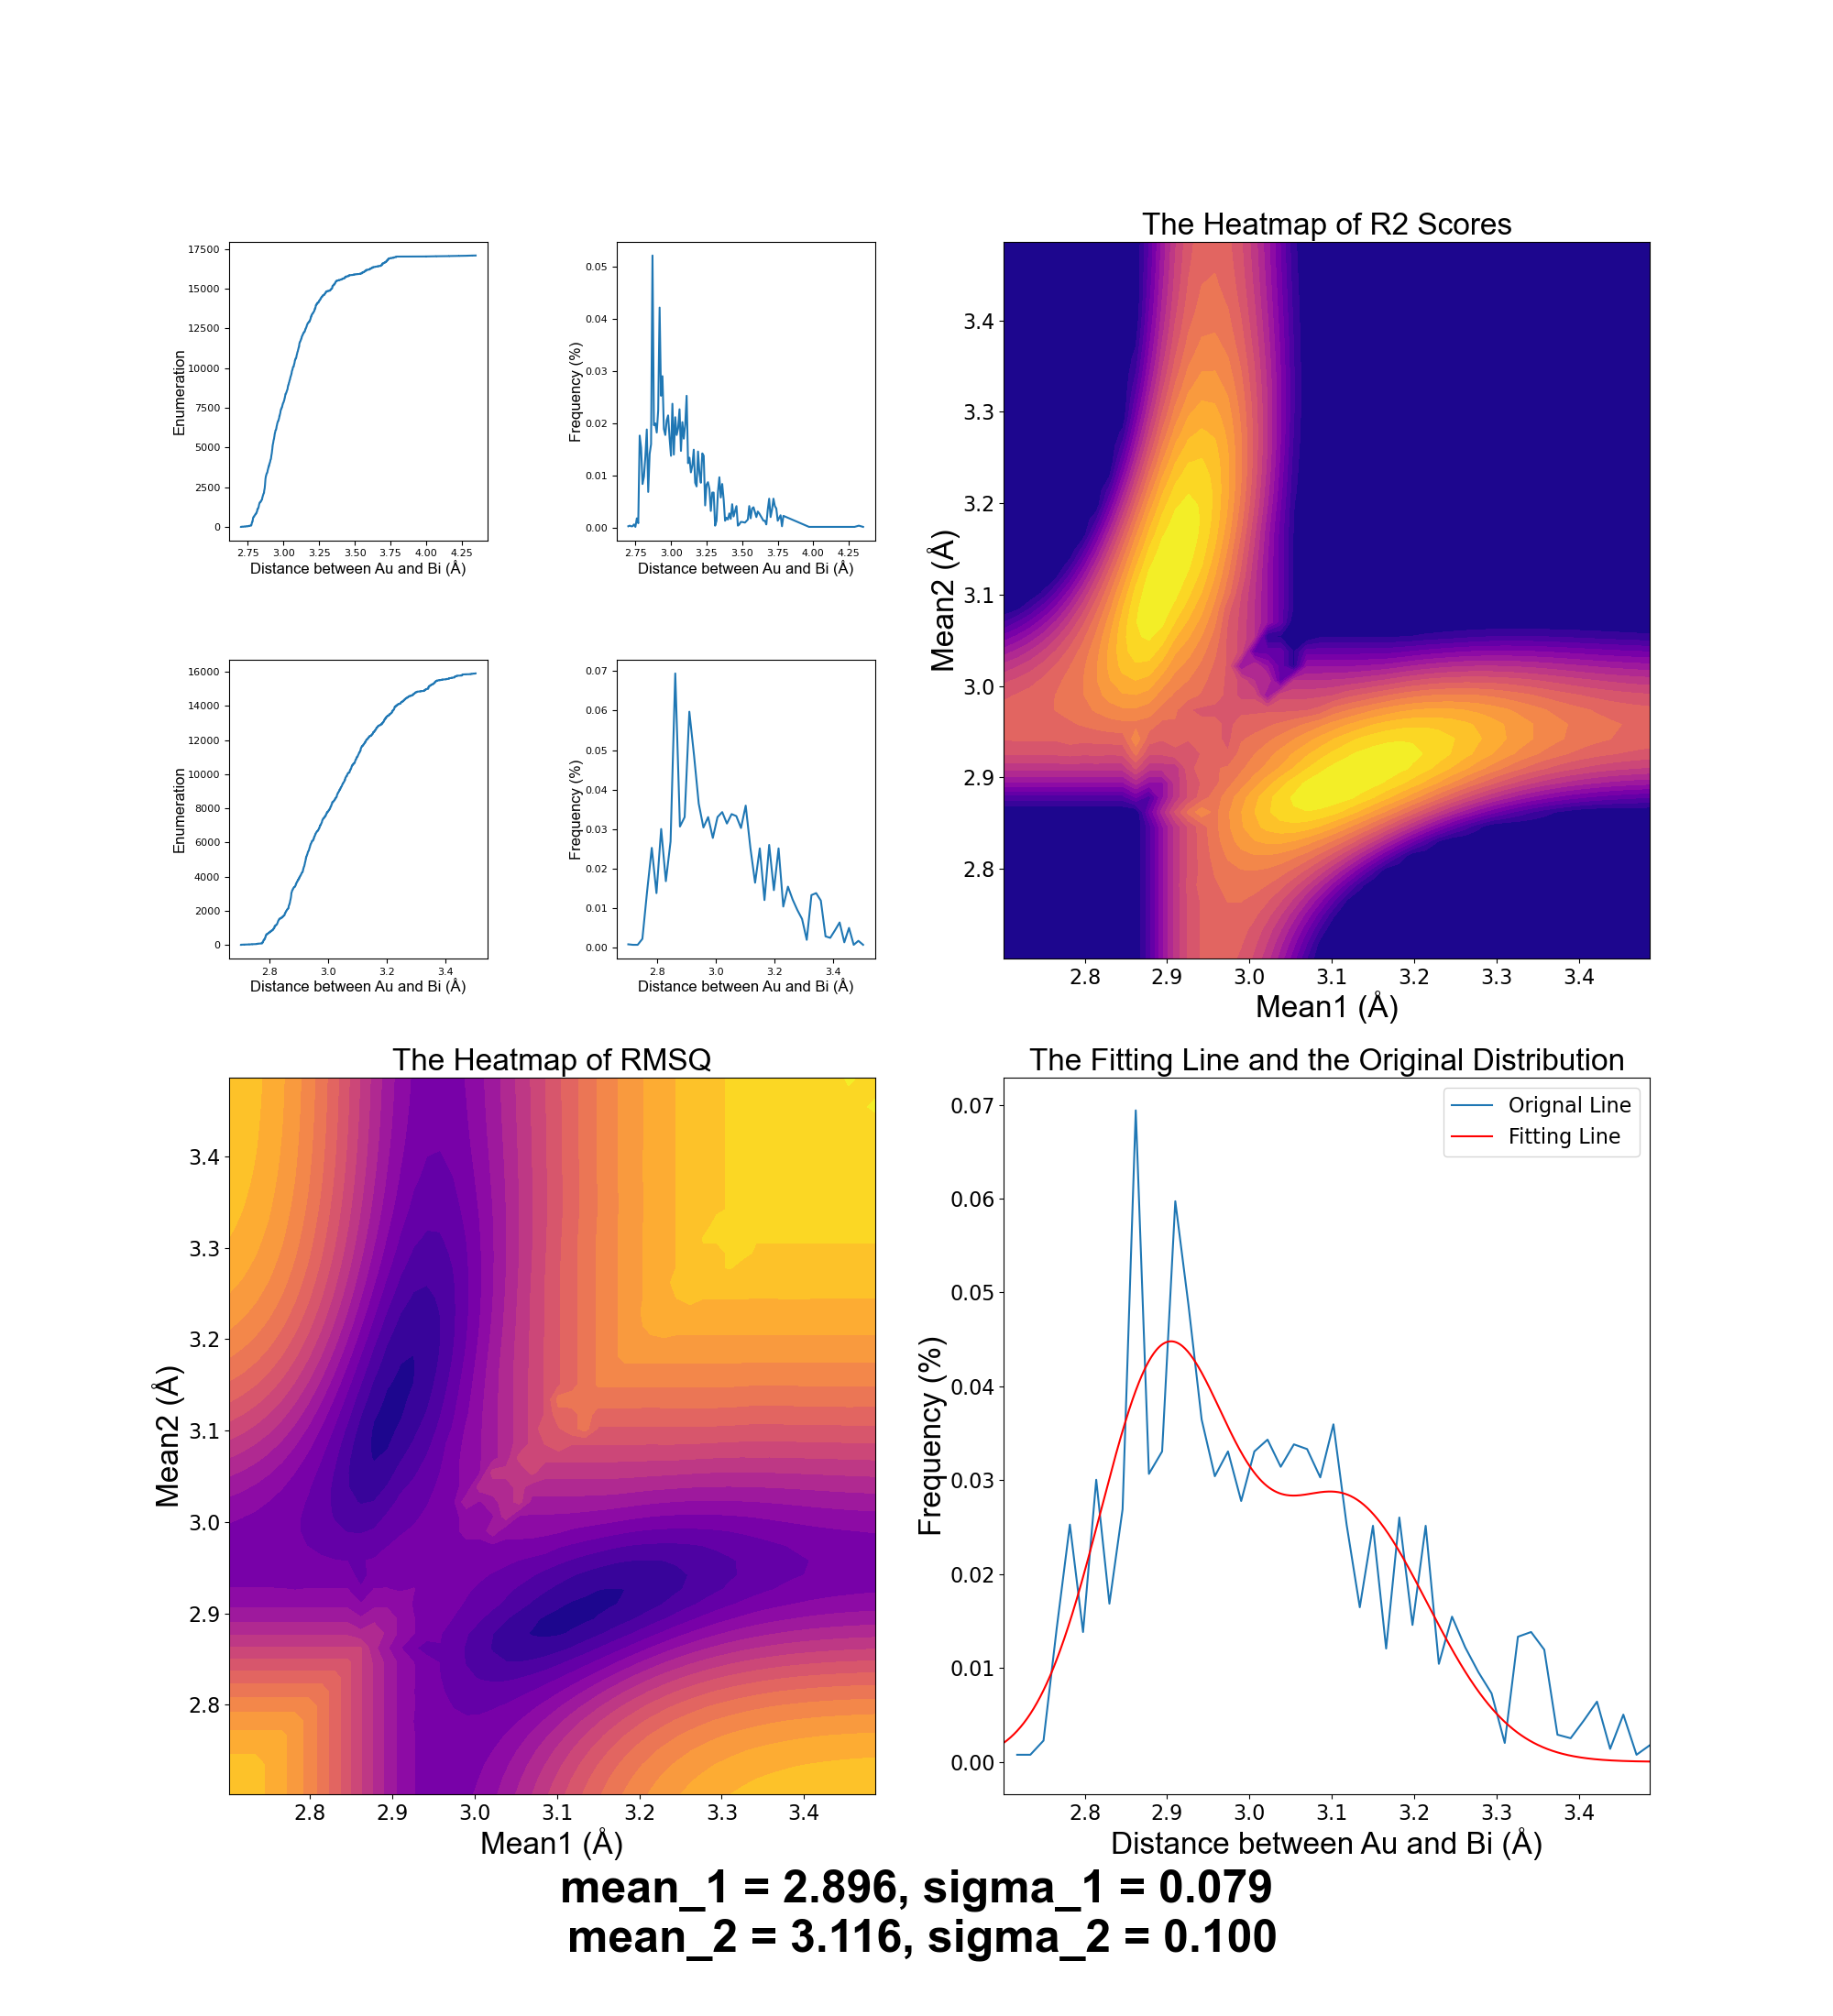 17500
15000
12500
10000
7500
5000
2500
0
Enumeration
2.75 3.00 3.25 3.50 3.75 4.00 4.25
Distance between Au and Bi (Å)
0.05
0.04
0.03
0.02
0.01
0.00
Frequency (%)
2.75 3.00 3.25 3.50 3.75 4.00 4.25
Distance between Au and Bi (Å)
The Heatmap of R2 Scores
3.4
3.3
3.2
3.1
3.0
2.9
2.8
Mean2 (Å)
2.8 2.9 3.0 3.1 3.2 3.3 3.4
Mean1 (Å)
16000
14000
12000
10000
8000
6000
4000
2000
0
Enumeration
2.8 3.0 3.2 3.4
Distance between Au and Bi (Å)
0.07
0.06
0.05
0.04
0.03
0.02
0.01
0.00
Frequency (%)
2.8 3.0 3.2 3.4
Distance between Au and Bi (Å)
The Heatmap of RMSQ
3.4
3.3
3.2
3.1
3.0
2.9
2.8
Mean2 (Å)
2.8 2.9 3.0 3.1 3.2 3.3 3.4
Mean1 (Å)
The Fitting Line and the Original Distribution
Orignal Line
Fitting Line
0.07
0.06
0.05
0.04
0.03
0.02
0.01
0.00
Frequency (%)
2.8 2.9 3.0 3.1 3.2 3.3 3.4
Distance between Au and Bi (Å)
mean_1 = 2.896, sigma_1 = 0.079
mean_2 = 3.116, sigma_2 = 0.100